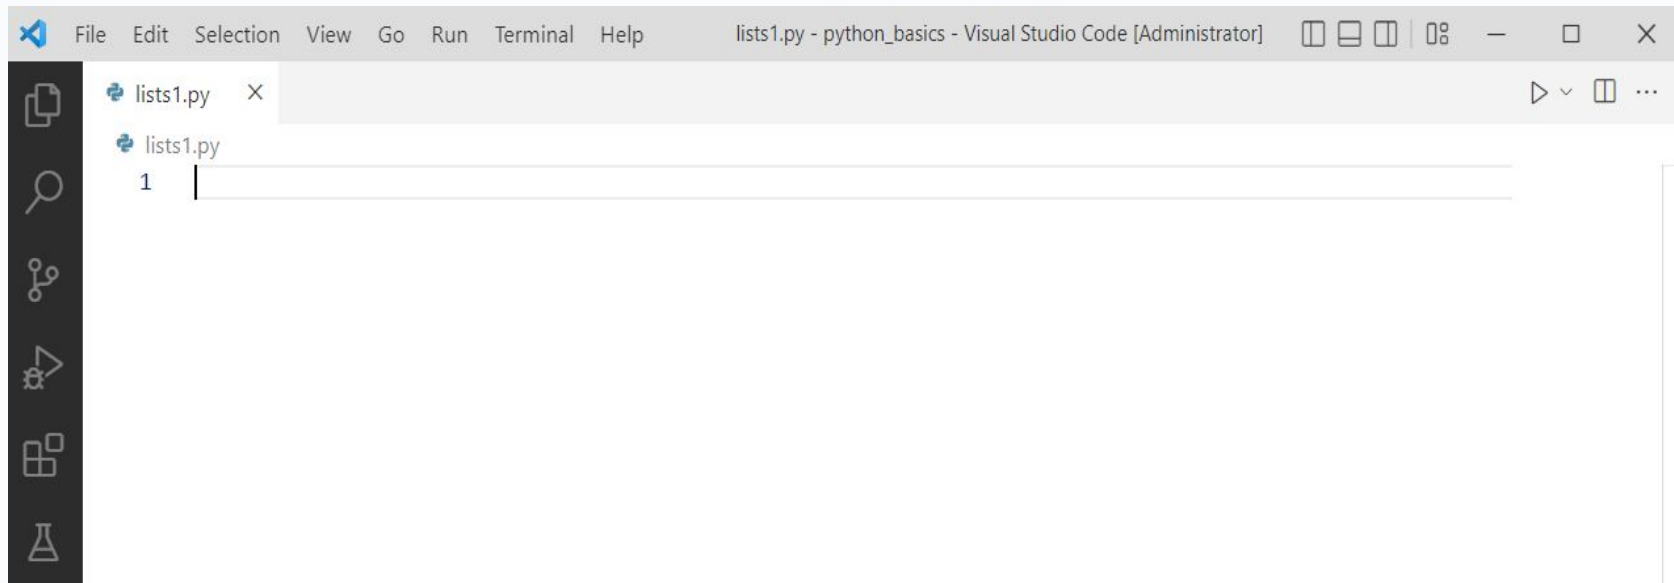 File Edit Selection View Go Run Terminal Help lists1.py - python_basics - Visual Studio Code [Administrator]
lists1.py
lists1.py
1